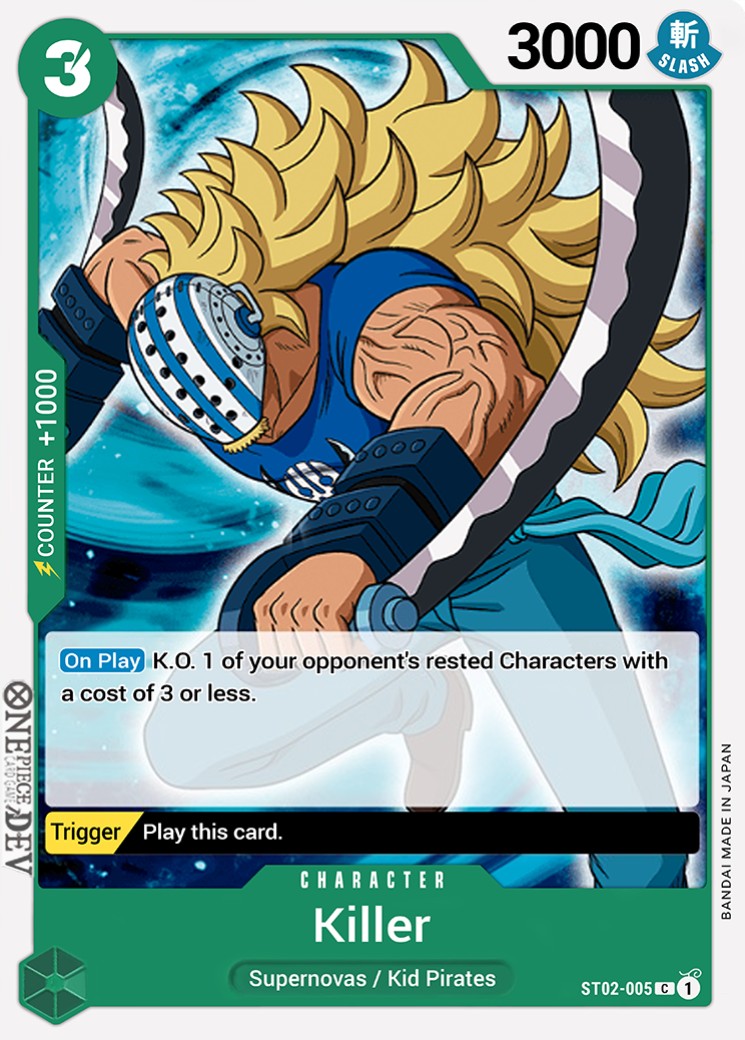 3
3000
斬
SLASH
COUNTER +1000
On Play K.O. 1 of your opponent's rested Characters with
a cost of 3 or less.
Trigger Play this card.
CHARACTER
Killer
Supernovas / Kid Pirates
ST02-005 C 1
ONE PIECE
CARD GAME
.DEV
BANDAI MADE IN JAPAN